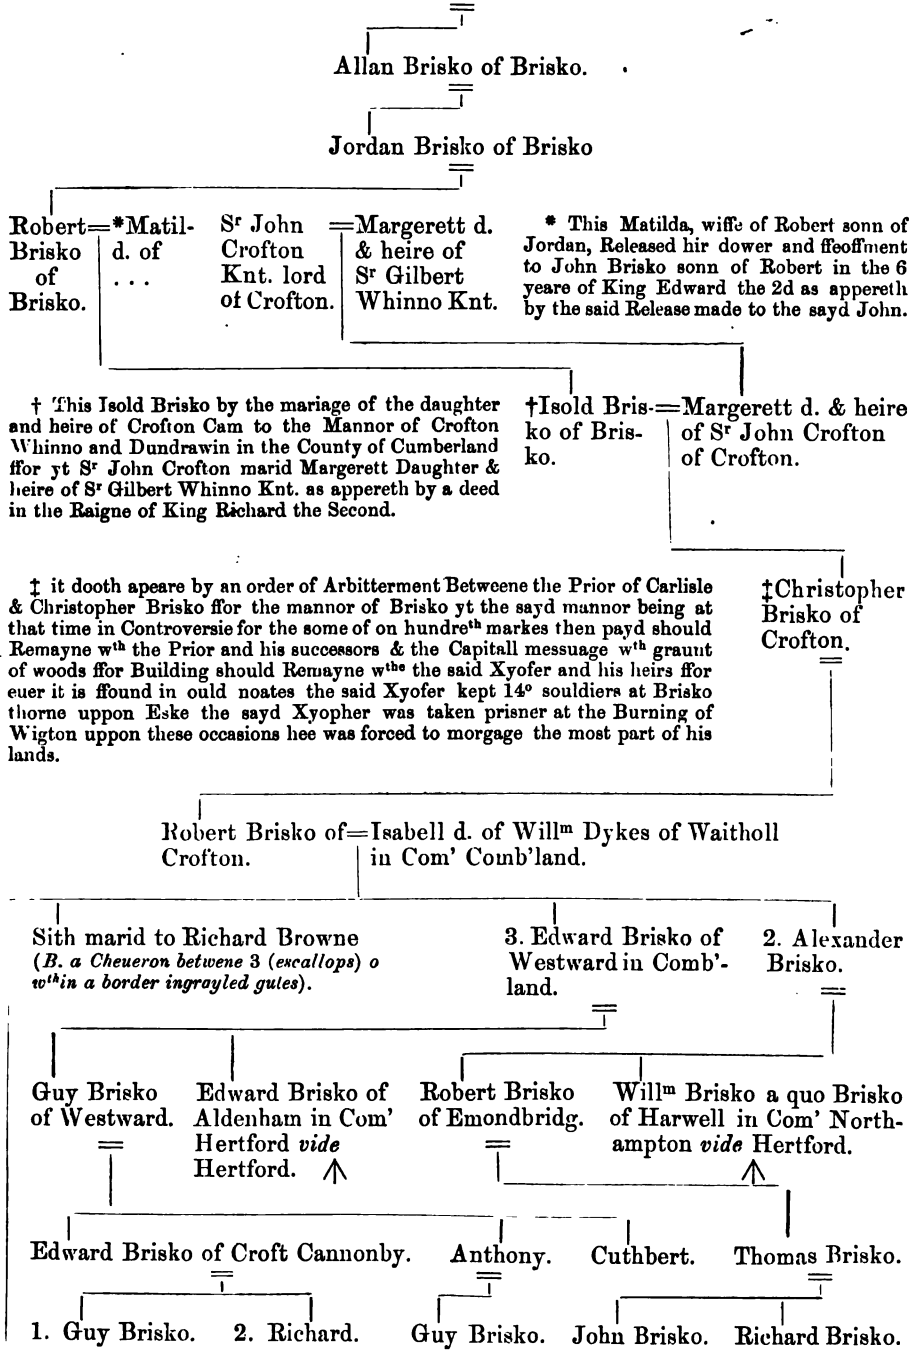 Allan Brisko of Brisko.
Jordan Brisko of Brisko
Robert=*Matil-
Brisko d. of
of . . .
Brisko.
Sr John
Crofton
Knt. lord
of Crofton.
=Margerett d.
& heire of
Sr Gilbert
Whinno Knt.
* This Matilda, wiffe of Robert sonn of
Jordan, Released hir dower and ffeoffment
to John Brisko sonn of Robert in the 6
yeare of King Edward the 2d as appereth
by the said Release made to the sayd John.
† This Isold Brisko by the mariage of the daughter
and heire of Crofton Cam to the Mannor of Crofton
Whinno and Dundrawin in the County of Cumberland
ffor yt Sr John Crofton marid Margerett Daughter &
heire of Sr Gilbert Whinno Knt. as appereth by a deed
in the Raigne of King Richard the Second.
†Isold Bris-
ko of Bris-
ko.
=Margerett d. & heire
of Sr John Crofton
of Crofton.
‡ it dooth apeare by an order of Arbitterment Betweene the Prior of Carlisle
& Christopher Brisko ffor the mannor of Brisko yt the sayd mannor being at
that time in Controversie for the some of on hundreth markes then payd should
Remayne wth the Prior and his successors & the Capitall messuage wth graunt
of woods ffor Building should Remayne wthe the said Xyofer and his heirs ffor
euer it is ffound in ould noates the said Xyofer kept 14o souldiers at Brisko
thorne uppon Eske the sayd Xyopher was taken prisner at the Burning of
Wigton uppon these occasions hee was forced to morgage the most part of his
lands.
‡Christopher
Brisko of
Crofton.
Robert Brisko of=Isabell d. of Willm Dykes of Waitholl
Crofton. in Com' Comb'land.
Sith marid to Richard Browne
(B. a Cheueron betwene 3 (excallops) o
wthin a border ingrayled gules).
3. Edward Brisko of
Westward in Comb'-
land.
2. Alexander
Brisko.
Guy Brisko
of Westward.
Edward Brisko of
Aldenham in Com'
Hertford vide
Hertford.
Robert Brisko
of Emondbridg.
Willm Brisko a quo Brisko
of Harwell in Com' North-
ampton vide Hertford.
Edward Brisko of Croft Cannonby. Anthony. Cuthbert. Thomas Brisko.
1. Guy Brisko. 2. Richard. Guy Brisko. John Brisko. Richard Brisko.